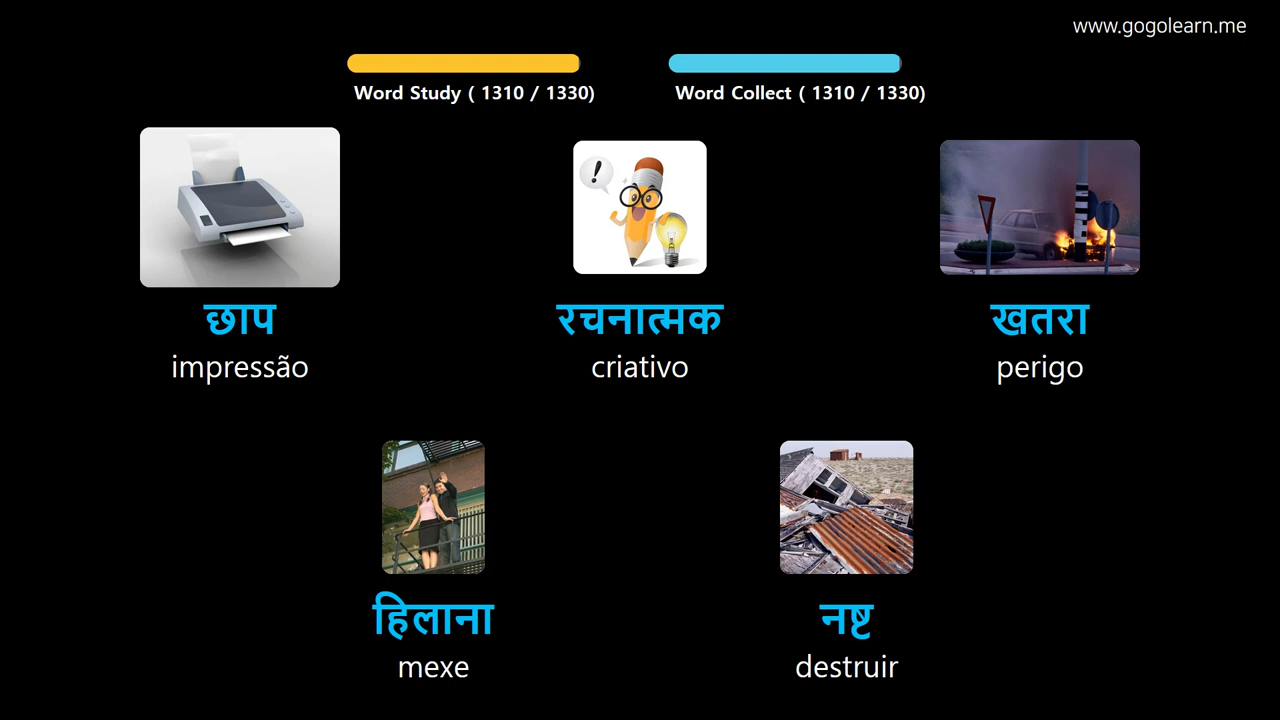 www.gogolearn.me
Word Study ( 1310 / 1330)
Word Collect ( 1310 / 1330)
छाप
impressão
रचनात्मक
criativo
खतरा
perigo
हिलाना
mexe
नष्ट
destruir